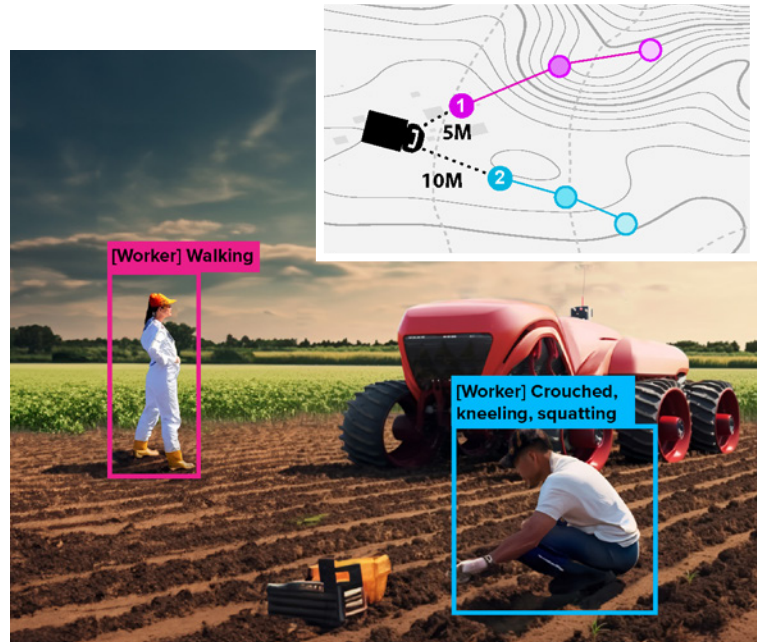 1
5M
2
10M
[Worker] Walking
[Worker] Crouched,
kneeling, squatting